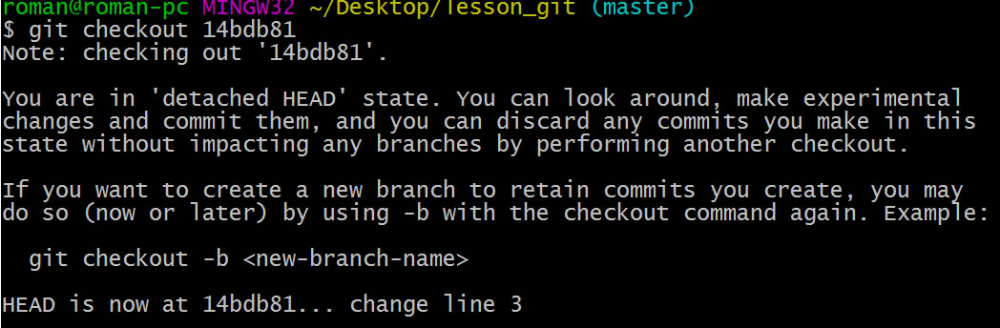 roman@roman-pc MINGW32 ~/Desktop/lesson_git (master)
$ git checkout 14bdb81
Note: checking out '14bdb81'.
You are in 'detached HEAD' state. You can look around, make experimental
changes and commit them, and you can discard any commits you make in this
state without impacting any branches by performing another checkout.
If you want to create a new branch to retain commits you create, you may
do so (now or later) by using -b with the checkout command again. Example:
git checkout -b <new-branch-name>
HEAD is now at 14bdb81... change line 3